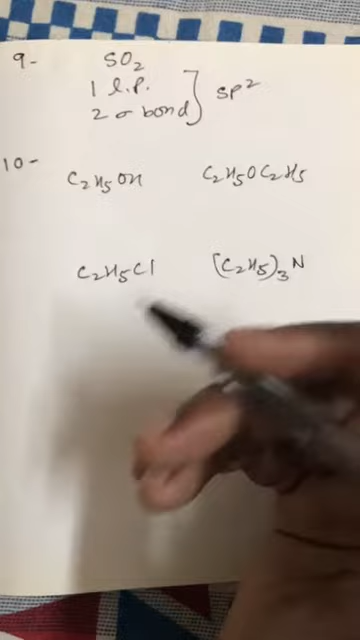 9- SO₂
1 l.p.
2 σ bond ] sp²
10-
C₂H₅OH C₂H₅OC₂H₅
C₂H₅Cl (C₂H₅)₃N